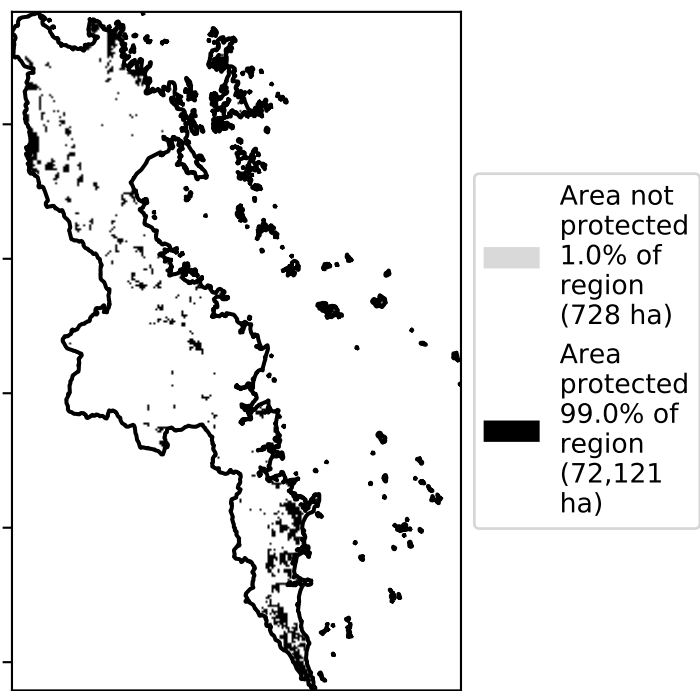 Area not
protected
1.0% of
region
(728 ha)
Area
protected
99.0% of
region
(72,121
ha)